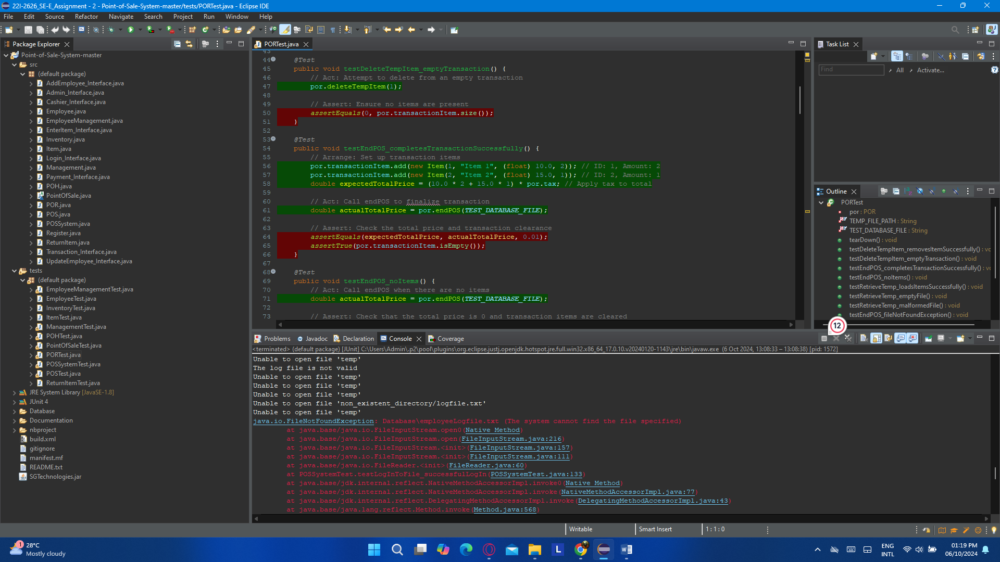 22I-2626_SE-E_Assignment - 2 - Point-of-Sale-System-master/tests/PORTest.java - Eclipse IDE
File Edit Source Refactor Navigate Search Project Run Window Help
Package Explorer
Point-of-Sale-System-master
src
(default package)
AddEmployee_Interface.java
Admin_Interface.java
Cashier_Interface.java
Employee.java
EmployeeManagement.java
EnterItem_Interface.java
Inventory.java
Item.java
Login_Interface.java
Management.java
Payment_Interface.java
POH.java
PointOfSale.java
POR.java
POS.java
POSSystem.java
Register.java
ReturnItem.java
Transaction_Interface.java
UpdateEmployee_Interface.java
tests
(default package)
EmployeeManagementTest.java
EmployeeTest.java
InventoryTest.java
ItemTest.java
ManagementTest.java
POHTest.java
PointOfSaleTest.java
PORTest.java
POSSystemTest.java
POSTest.java
ReturnItemTest.java
JRE System Library [JavaSE-1.8]
JUnit 4
Database
Documentation
nbproject
build.xml
gitignore
manifest.mf
README.txt
SGTechnologies.jar
PORTest.java
43
44 @Test
45 public void testDeleteTempItem_emptyTransaction() {
46 // Act: Attempt to delete from an empty transaction
47 por.deleteTempItem(1);
48
49 // Assert: Ensure no items are present
50 assertEquals(0, por.transactionItem.size());
51 }
52
53 @Test
54 public void testEndPOS_completesTransactionSuccessfully() {
55 // Arrange: Set up transaction items
56 por.transactionItem.add(new Item(1, "Item 1", (float) 10.0, 2)); // ID: 1, Amount: 2
57 por.transactionItem.add(new Item(2, "Item 2", (float) 15.0, 1)); // ID: 2, Amount: 1
58 double expectedTotalPrice = (10.0 * 2 + 15.0 * 1) * por.tax; // Apply tax to total
59
60 // Act: Call endPOS to finalize transaction
61 double actualTotalPrice = por.endPOS(TEST_DATABASE_FILE);
62
63 // Assert: Check the total price and transaction clearance
64 assertEquals(expectedTotalPrice, actualTotalPrice, 0.01);
65 assertTrue(por.transactionItem.isEmpty());
66 }
67
68 @Test
69 public void testEndPOS_noItems() {
70 // Act: Call endPOS when there are no items
71 double actualTotalPrice = por.endPOS(TEST_DATABASE_FILE);
72
73 // Assert: Check that the total price is 0 and transaction items are cleared
Task List
Find All Activate...
Outline
PORTest
por : POR
TEMP_FILE_PATH : String
TEST_DATABASE_FILE : String
tearDown() : void
testDeleteTempItem_removesItemSuccessfully() : vo
testDeleteTempItem_emptyTransaction() : void
testEndPOS_completesTransactionSuccessfully() : v
testEndPOS_noItems() : void
testRetrieveTemp_loadsItemsSuccessfully() : void
testRetrieveTemp_emptyFile() : void
testRetrieveTemp_malformedFile() : void
testEndPOS_fileNotFoundException() : void
12
Problems Javadoc Declaration Console Coverage
<terminated> (default package) [JUnit] C:\Users\Admin\.p2\pool\plugins\org.eclipse.justj.openjdk.hotspot.jre.full.win32.x86_64_17.0.10.v20240120-1143\jre\bin\javaw.exe (6 Oct 2024, 13:08:33 – 13:08:38) [pid: 1572]
Unable to open file 'temp'
The log file is not valid
Unable to open file 'temp'
Unable to open file 'temp'
Unable to open file 'temp'
Unable to open file 'non_existent_directory/logfile.txt'
Unable to open file 'temp'
java.io.FileNotFoundException: Database\employeeLogfile.txt (The system cannot find the file specified)
at java.base/java.io.FileInputStream.open0(Native Method)
at java.base/java.io.FileInputStream.open(FileInputStream.java:216)
at java.base/java.io.FileInputStream.<init>(FileInputStream.java:157)
at java.base/java.io.FileInputStream.<init>(FileInputStream.java:111)
at java.base/java.io.FileReader.<init>(FileReader.java:60)
at POSSystemTest.testLogInToFile_successfulLogIn(POSSystemTest.java:133)
at java.base/jdk.internal.reflect.NativeMethodAccessorImpl.invoke0(Native Method)
at java.base/jdk.internal.reflect.NativeMethodAccessorImpl.invoke(NativeMethodAccessorImpl.java:77)
at java.base/jdk.internal.reflect.DelegatingMethodAccessorImpl.invoke(DelegatingMethodAccessorImpl.java:43)
at java.base/java.lang.reflect.Method.invoke(Method.java:568)
Writable Smart Insert 1 : 1 : 0
1
28°C
Mostly cloudy
ENG
INTL
01:19 PM
06/10/2024